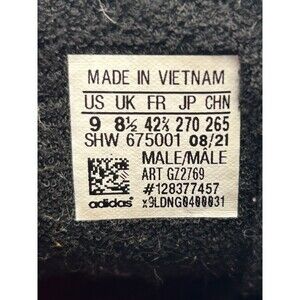 MADE IN VIETNAM
US UK FR JP CHN
9 8½ 42⅔ 270 265
SHW 675001 08/21
MALE/MÂLE
ART GZ2769
#128377457
adidas x9LDNG0400031